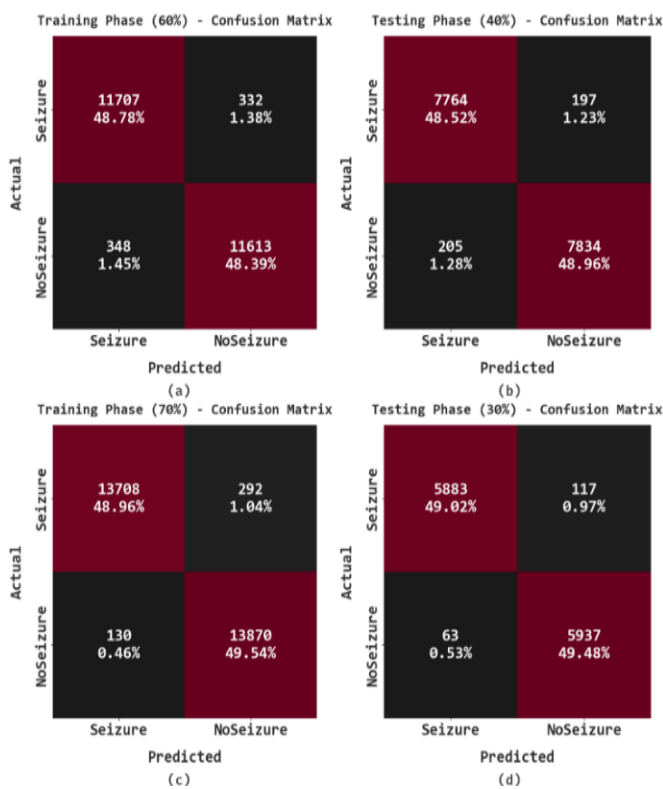 Training Phase (60%) - Confusion Matrix
Seizure
NoSeizure
Actual
11707 332
48.78% 1.38%
348 11613
1.45% 48.39%
Seizure NoSeizure
Predicted
(a)
Testing Phase (40%) - Confusion Matrix
Seizure
NoSeizure
Actual
7764 197
48.52% 1.23%
205 7834
1.28% 48.96%
Seizure NoSeizure
Predicted
(b)
Training Phase (70%) - Confusion Matrix
Seizure
NoSeizure
Actual
13708 292
48.96% 1.04%
130 13870
0.46% 49.54%
Seizure NoSeizure
Predicted
(c)
Testing Phase (30%) - Confusion Matrix
Seizure
NoSeizure
Actual
5883 117
49.02% 0.97%
63 5937
0.53% 49.48%
Seizure NoSeizure
Predicted
(d)